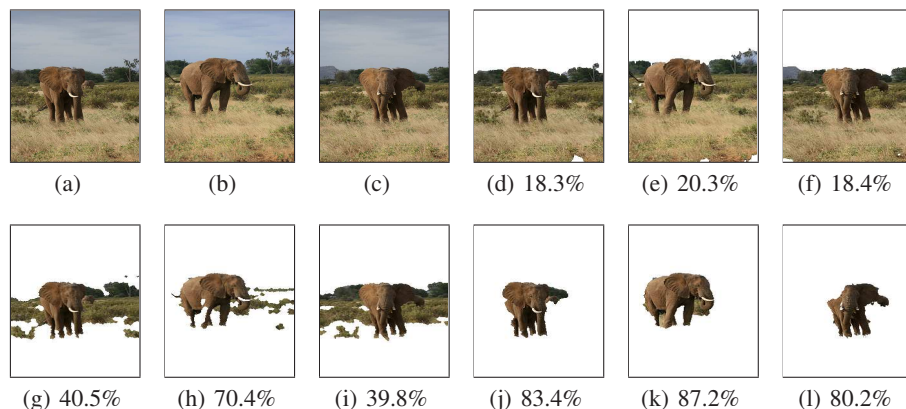 (a) (b) (c) (d) 18.3% (e) 20.3% (f) 18.4%
(g) 40.5% (h) 70.4% (i) 39.8% (j) 83.4% (k) 87.2% (l) 80.2%